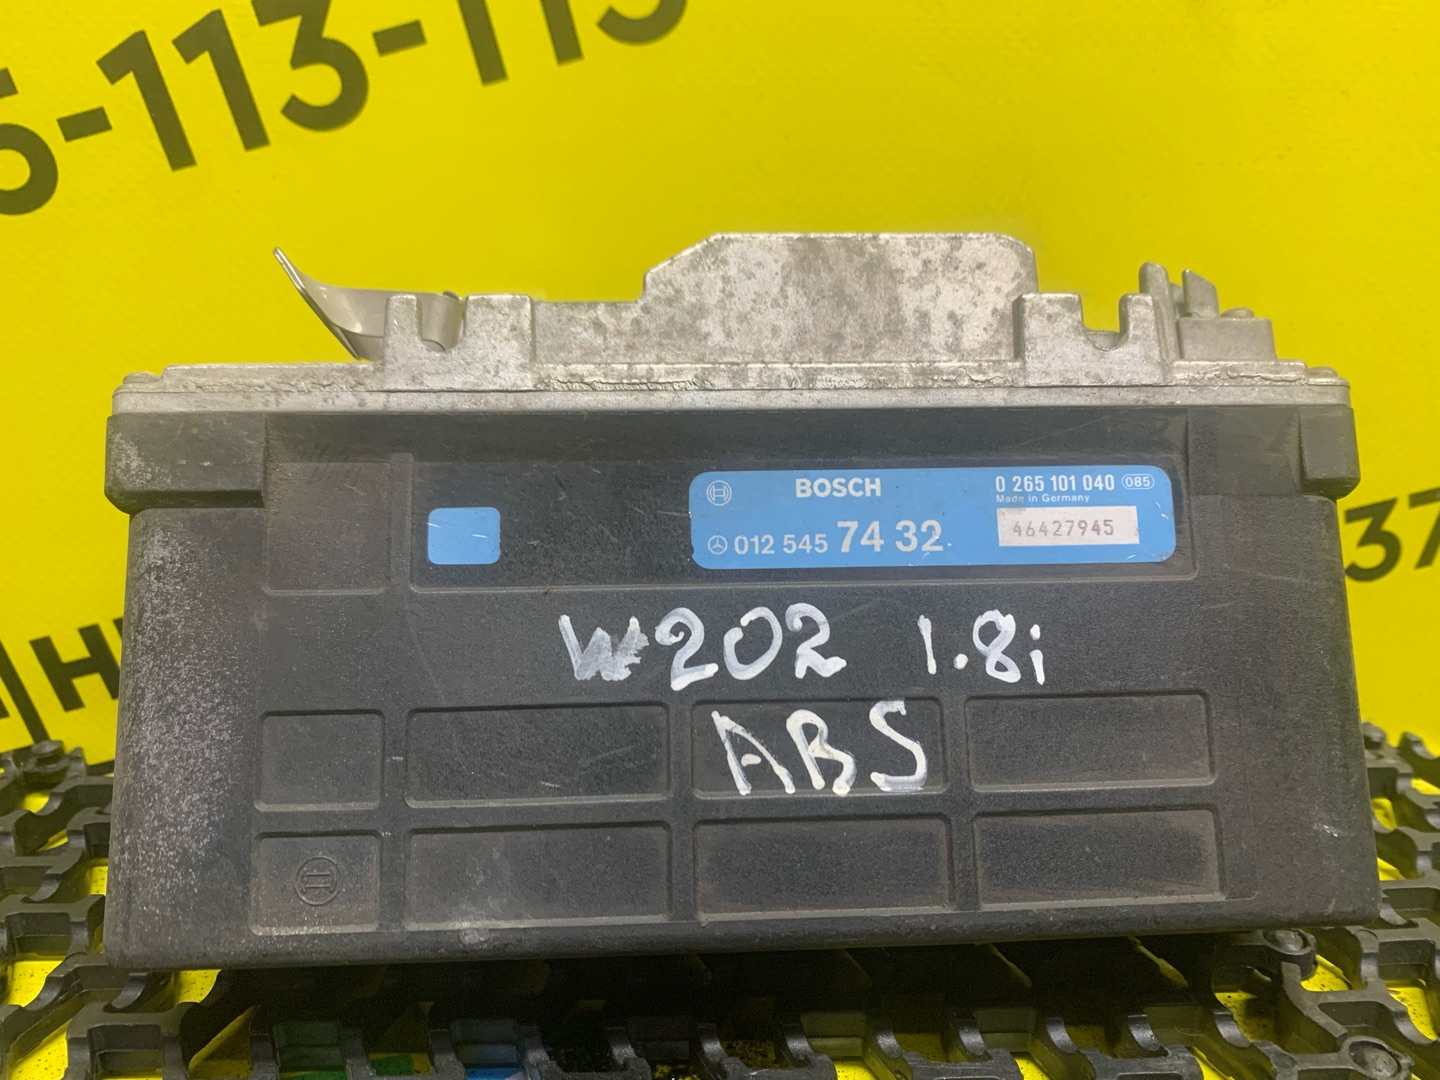 5-113-113
BOSCH
0 265 101 040 085
Made in Germany
012 545 74 32
46427945
W202 1.8i
ABS
37